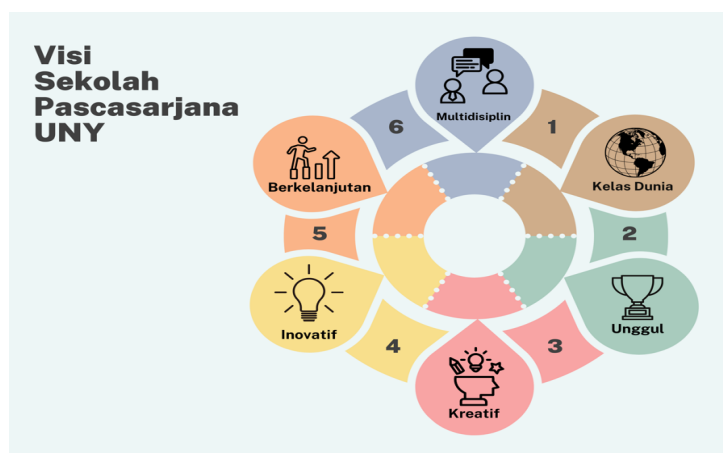 Visi
Sekolah
Pascasarjana
UNY
Multidisiplin
1
Kelas Dunia
2
Unggul
3
Kreatif
4
Inovatif
5
Berkelanjutan
6